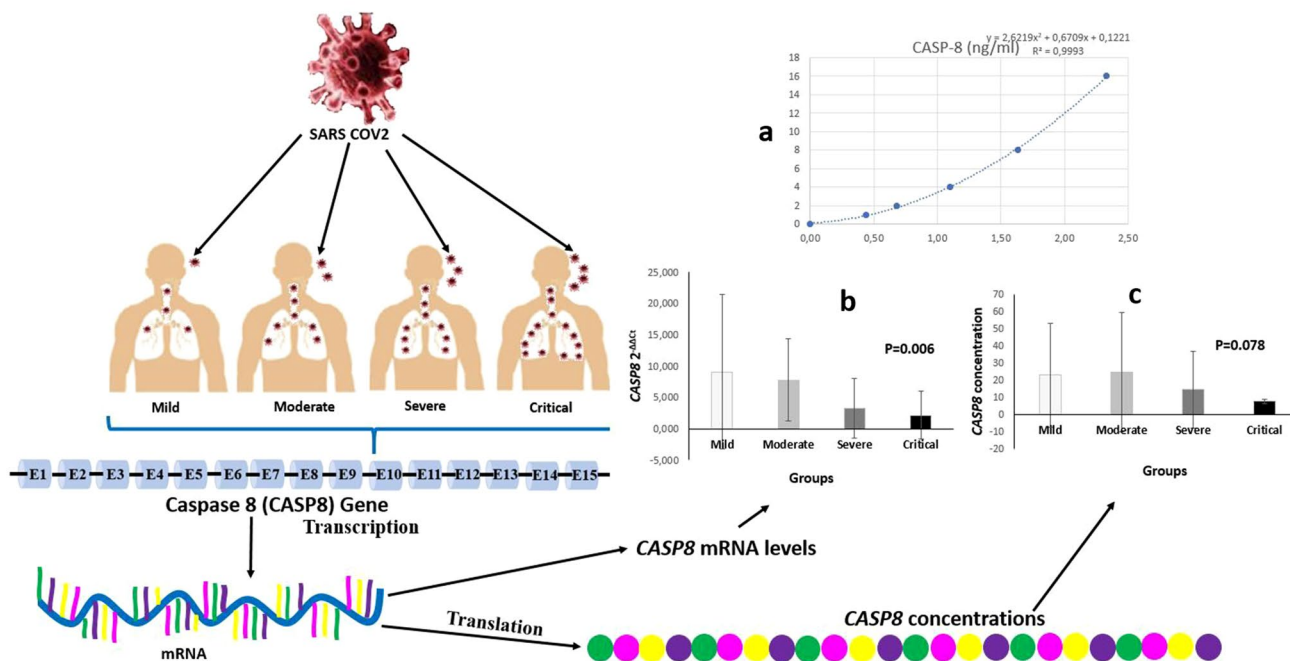 SARS COV2
Mild
Moderate
Severe
Critical
E1 E2 E3 E4 E5 E6 E7 E8 E9 E10 E11 E12 E13 E14 E15
Caspase 8 (CASP8) Gene
Transcription
mRNA
Translation
CASP8 mRNA levels
CASP8 concentrations
a
y = 2,6219x² + 0,6709x + 0,1221
CASP-8 (ng/ml)
R² = 0,9993
18
16
14
12
10
8
6
4
2
0
0,00 0,50 1,00 1,50 2,00 2,50
b
CASP8 2-ΔΔCt
25,000
20,000
15,000
10,000
5,000
0,000
-5,000
P=0.006
Mild Moderate Severe Critical
Groups
c
CASP8 concentration
70
60
50
40
30
20
10
0
-10
-20
P=0.078
Mild Moderate Severe Critical
Groups